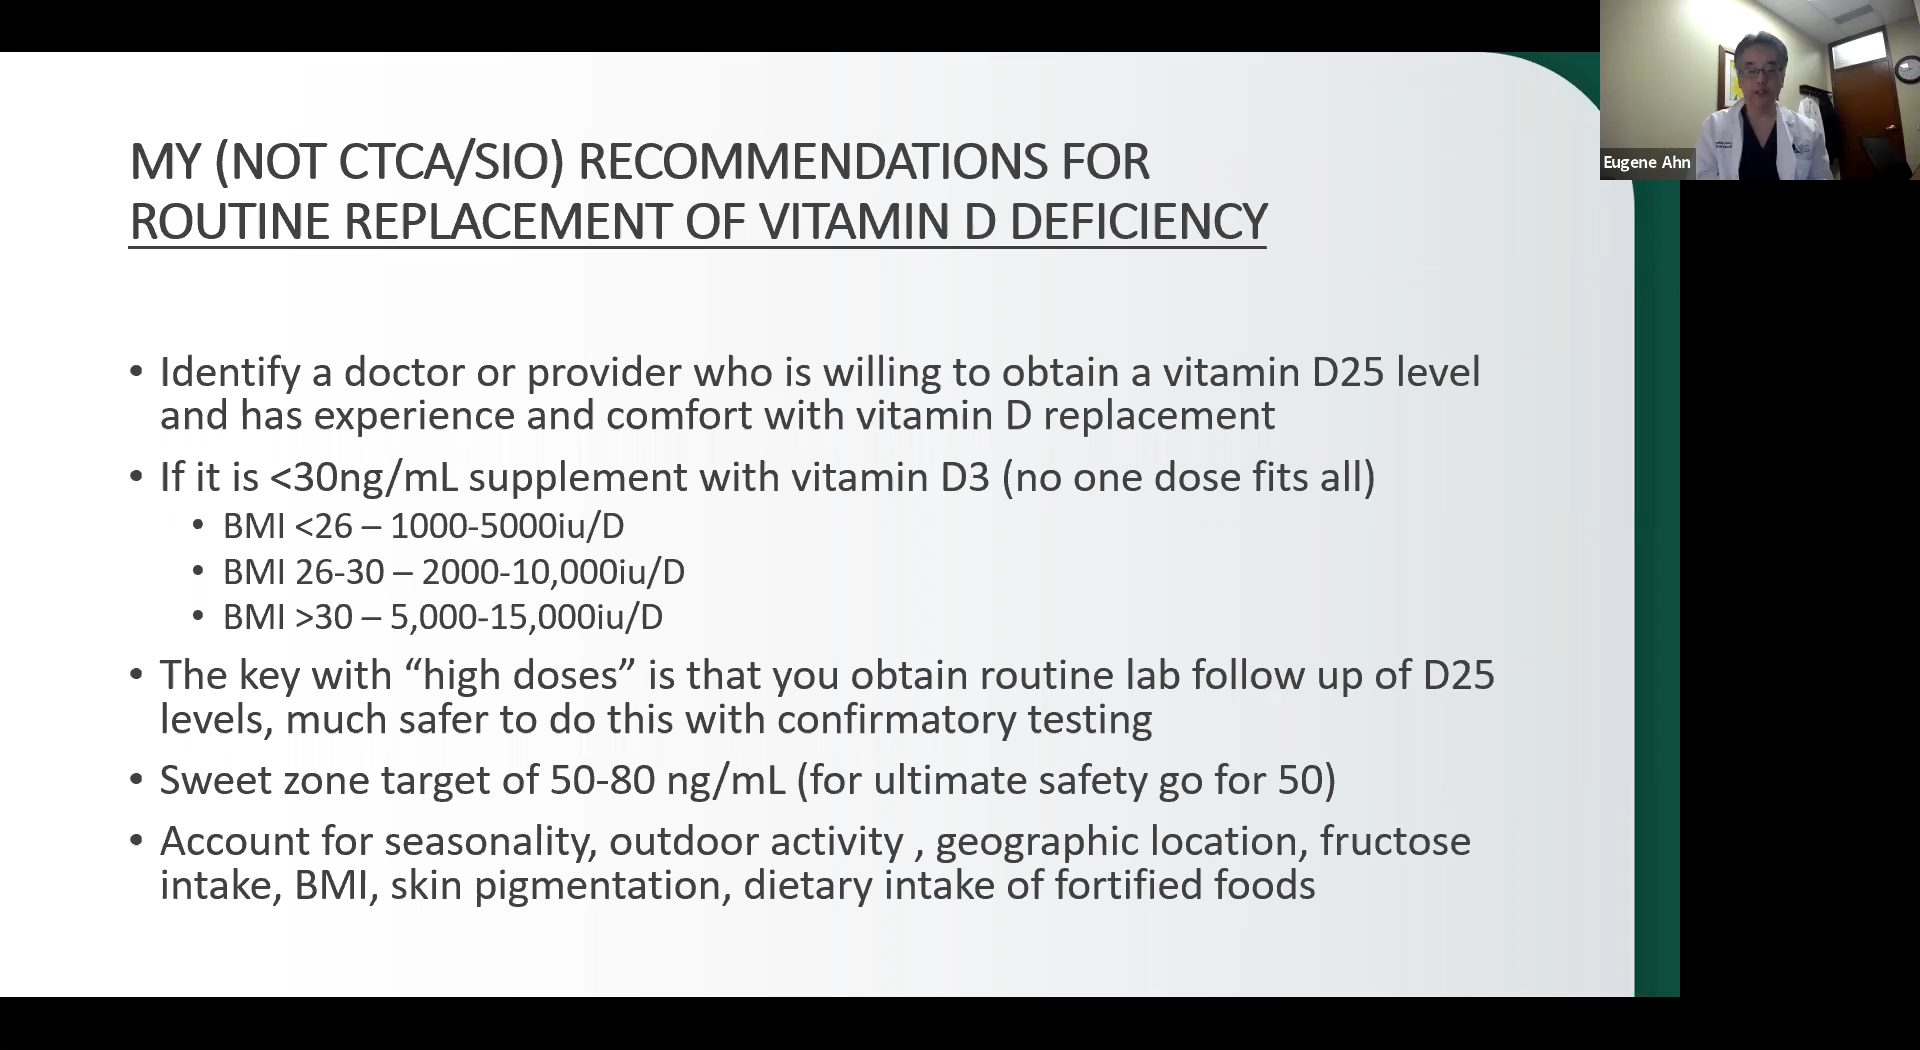 MY (NOT CTCA/SIO) RECOMMENDATIONS FOR
ROUTINE REPLACEMENT OF VITAMIN D DEFICIENCY
Eugene Ahn
• Identify a doctor or provider who is willing to obtain a vitamin D25 level
and has experience and comfort with vitamin D replacement
• If it is <30ng/mL supplement with vitamin D3 (no one dose fits all)
• BMI <26 – 1000-5000iu/D
• BMI 26-30 – 2000-10,000iu/D
• BMI >30 – 5,000-15,000iu/D
• The key with “high doses” is that you obtain routine lab follow up of D25
levels, much safer to do this with confirmatory testing
• Sweet zone target of 50-80 ng/mL (for ultimate safety go for 50)
• Account for seasonality, outdoor activity , geographic location, fructose
intake, BMI, skin pigmentation, dietary intake of fortified foods